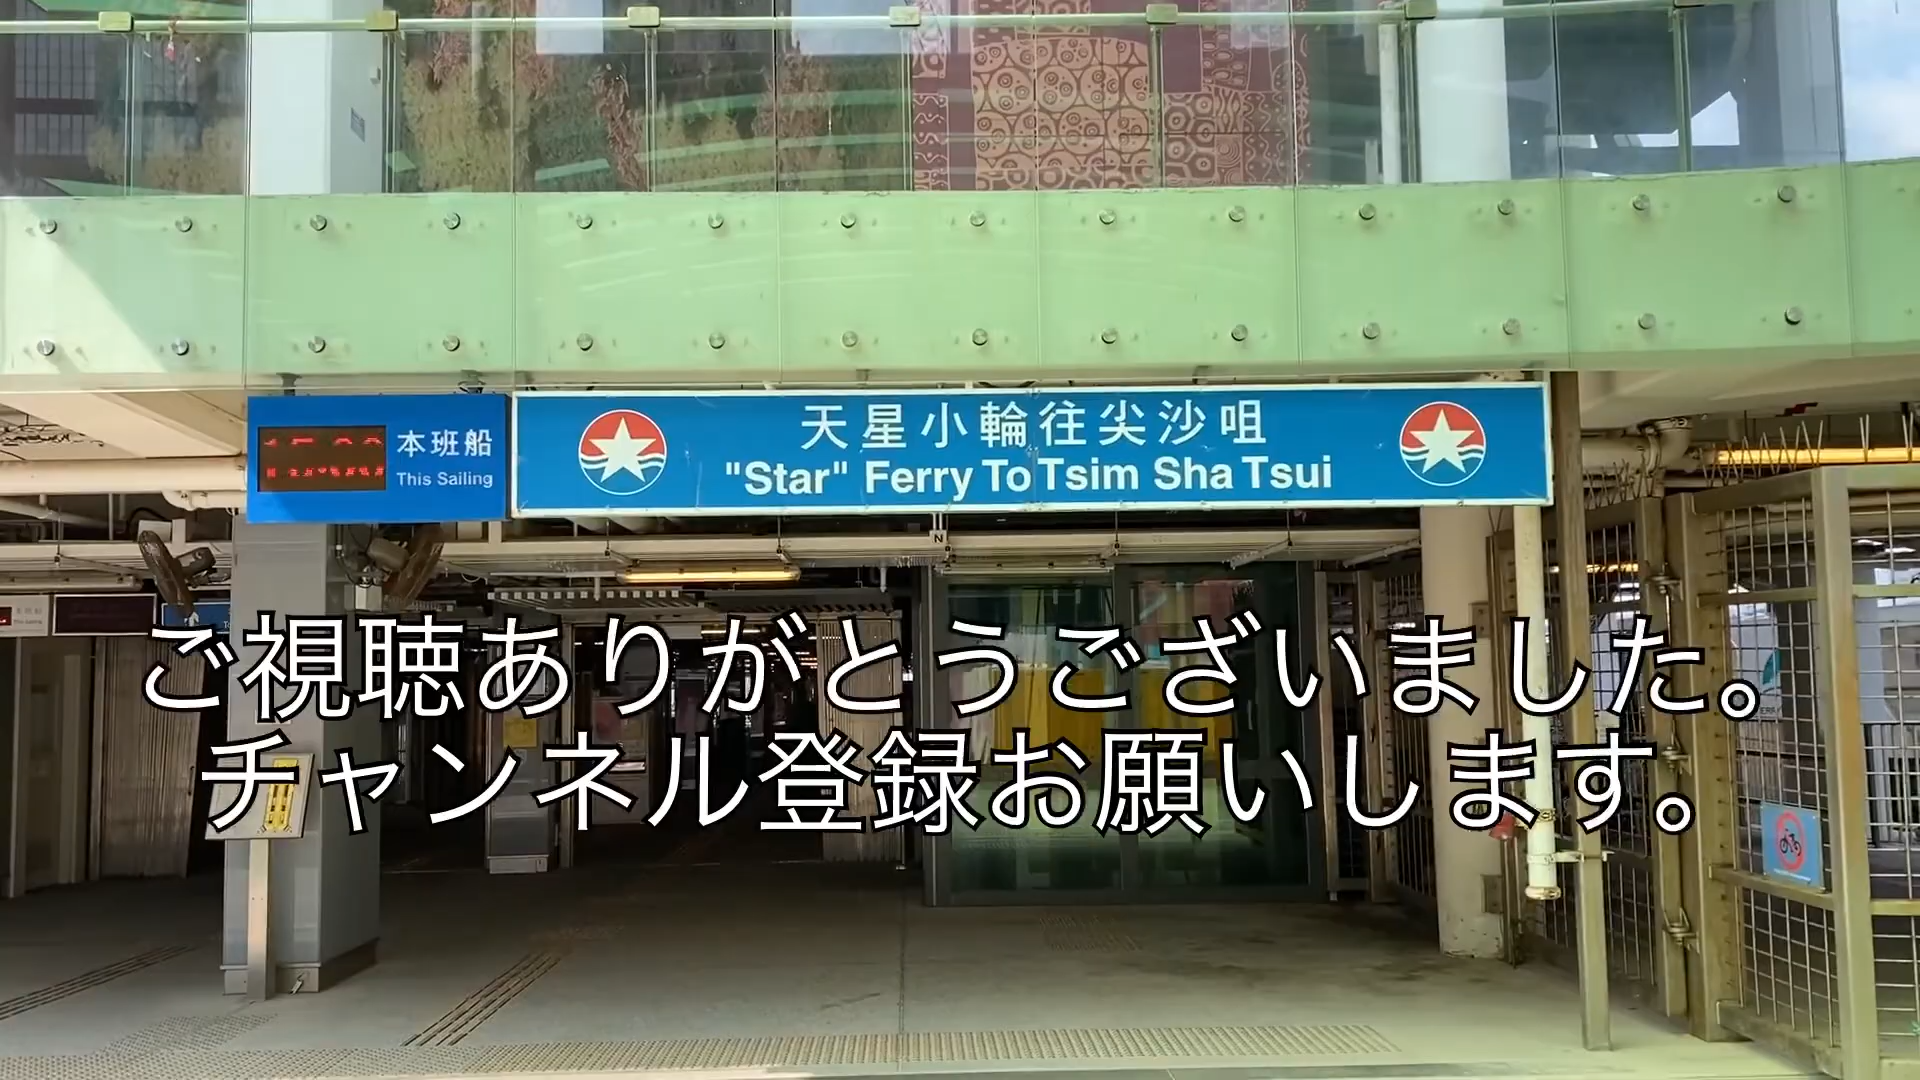 本班船
This Sailing
天星小輪往尖沙咀
"Star" Ferry To Tsim Sha Tsui
N
ご視聴ありがとうございました。
チャンネル登録お願いします。